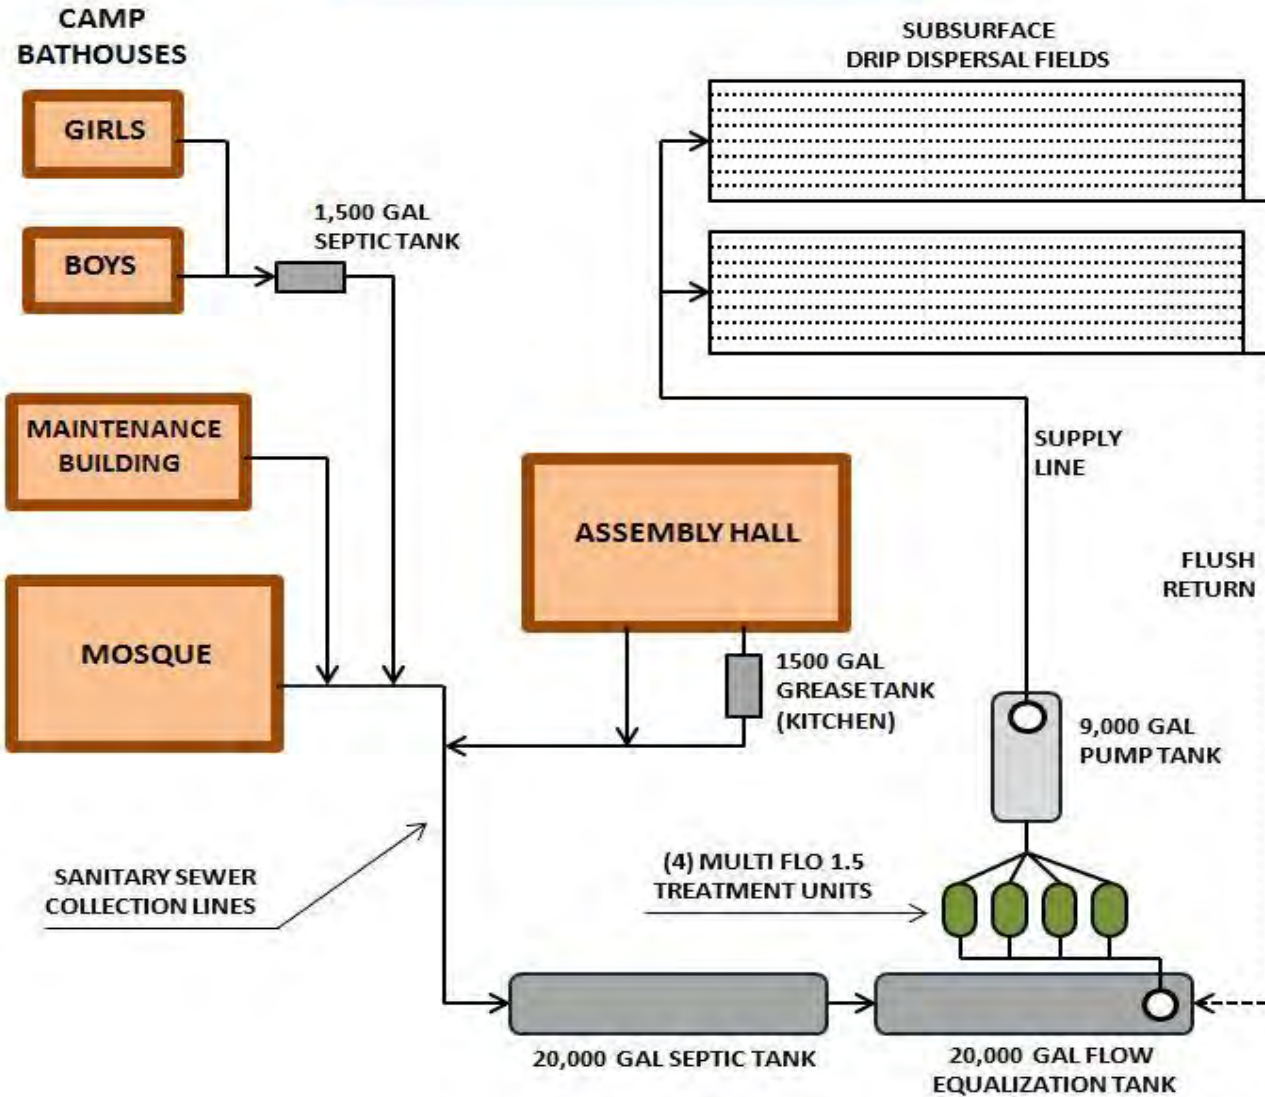 CAMP
BATHOUSES
GIRLS
BOYS
1,500 GAL
SEPTIC TANK
MAINTENANCE
BUILDING
MOSQUE
SUBSURFACE
DRIP DISPERSAL FIELDS
SUPPLY
LINE
ASSEMBLY HALL
FLUSH
RETURN
1500 GAL
GREASE TANK
(KITCHEN)
9,000 GAL
PUMP TANK
SANITARY SEWER
COLLECTION LINES
(4) MULTI FLO 1.5
TREATMENT UNITS
20,000 GAL SEPTIC TANK
20,000 GAL FLOW
EQUALIZATION TANK